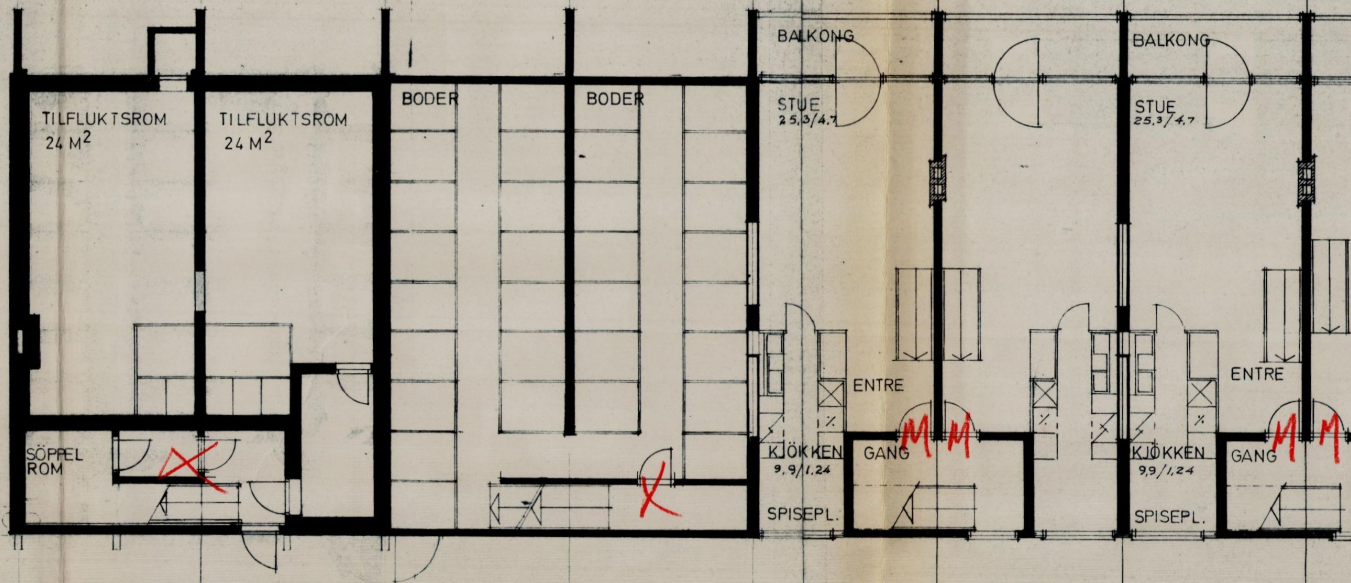 TILFLUKTSROM
24 M²
TILFLUKTSROM
24 M²
BODER
BODER
BALKONG
STUE
25,3/4,7
BALKONG
STUE
25,3/4,7
ENTRE
ENTRE
SÖPPEL
ROM
X
X
KJÖKKEN
9,9/1,24
SPISEPL.
GANG
M M
KJÖKKEN
9,9/1,24
SPISEPL.
GANG
M M